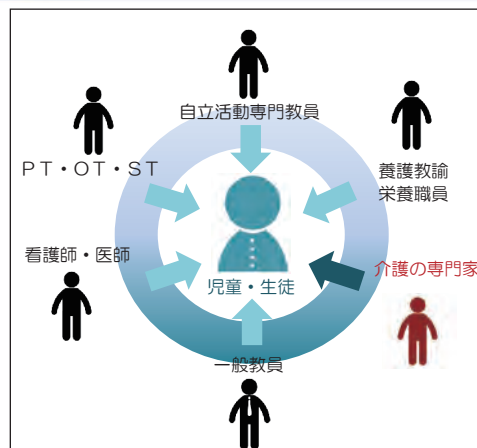 自立活動専門教員
ＰＴ・ＯＴ・ＳＴ
養護教諭
栄養職員
看護師・医師
介護の専門家
児童・生徒
一般教員